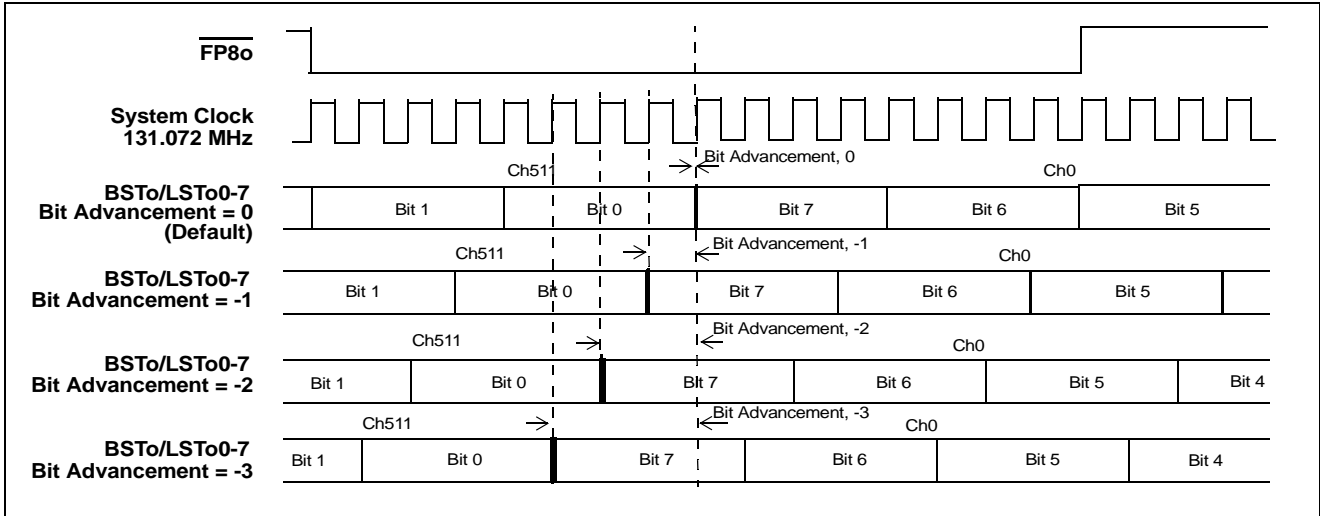 FP8o
System Clock
131.072 MHz
Bit Advancement, 0
Ch511
Ch0
BSTo/LSTo0-7
Bit Advancement = 0
(Default)
Bit 1
Bit 0
Bit 7
Bit 6
Bit 5
Bit Advancement, -1
Ch511
Ch0
BSTo/LSTo0-7
Bit Advancement = -1
Bit 1
Bit 0
Bit 7
Bit 6
Bit 5
Bit Advancement, -2
Ch511
Ch0
BSTo/LSTo0-7
Bit Advancement = -2
Bit 1
Bit 0
Bit 7
Bit 6
Bit 5
Bit 4
Bit Advancement, -3
Ch511
Ch0
BSTo/LSTo0-7
Bit Advancement = -3
Bit 1
Bit 0
Bit 7
Bit 6
Bit 5
Bit 4